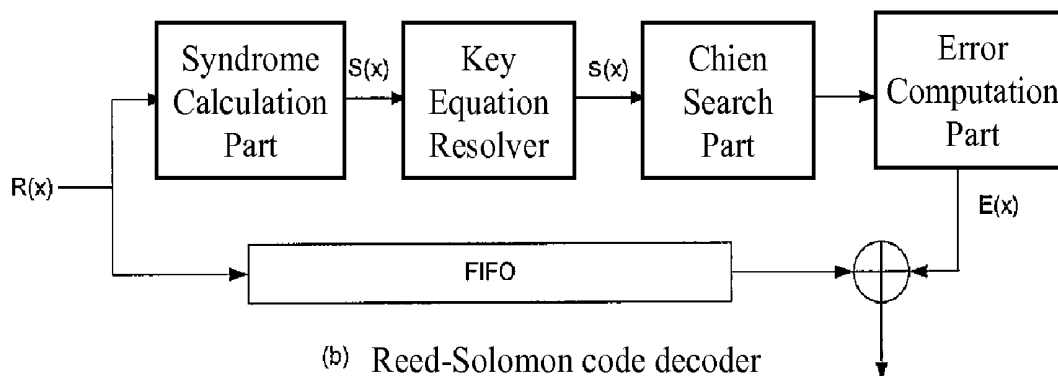 Syndrome
Calculation
Part
S(x)
Key
Equation
Resolver
s(x)
Chien
Search
Part
Error
Computation
Part
R(x)
E(x)
FIFO
(b) Reed-Solomon code decoder